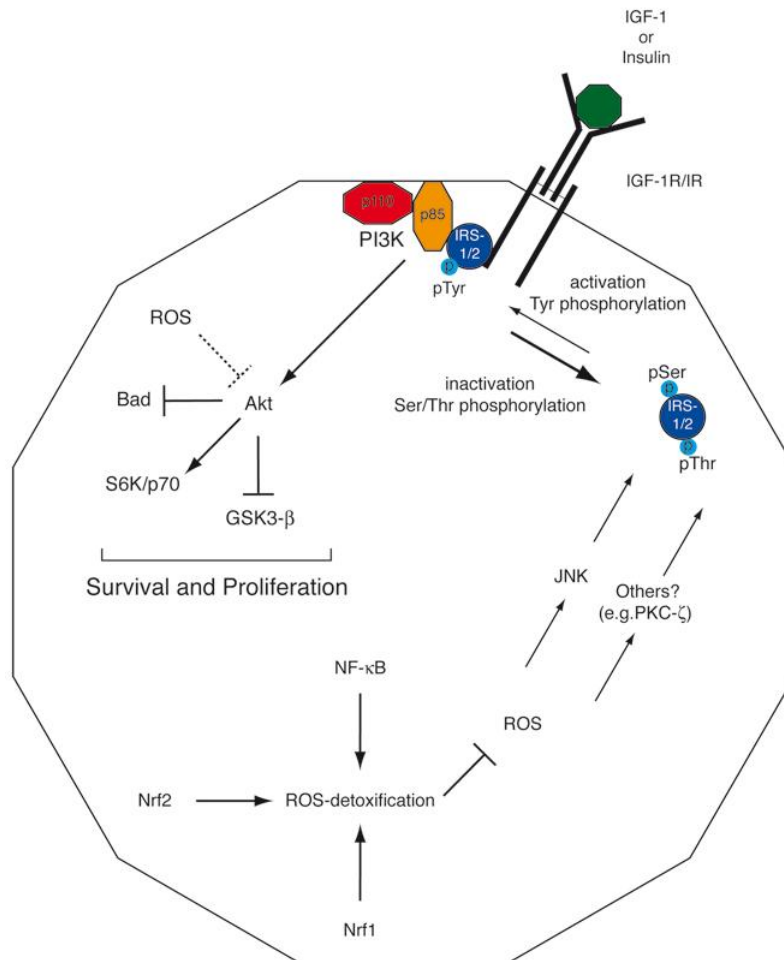 IGF-1
or
Insulin
IGF-1R/IR
p110
p85
PI3K
IRS-
1/2
p
pTyr
activation
Tyr phosphorylation
inactivation
Ser/Thr phosphorylation
pSer
p
IRS-
1/2
p
pThr
ROS
Bad
Akt
S6K/p70
GSK3-β
Survival and Proliferation
JNK
Others?
(e.g.PKC-ζ)
NF-κB
ROS
Nrf2
ROS-detoxification
Nrf1